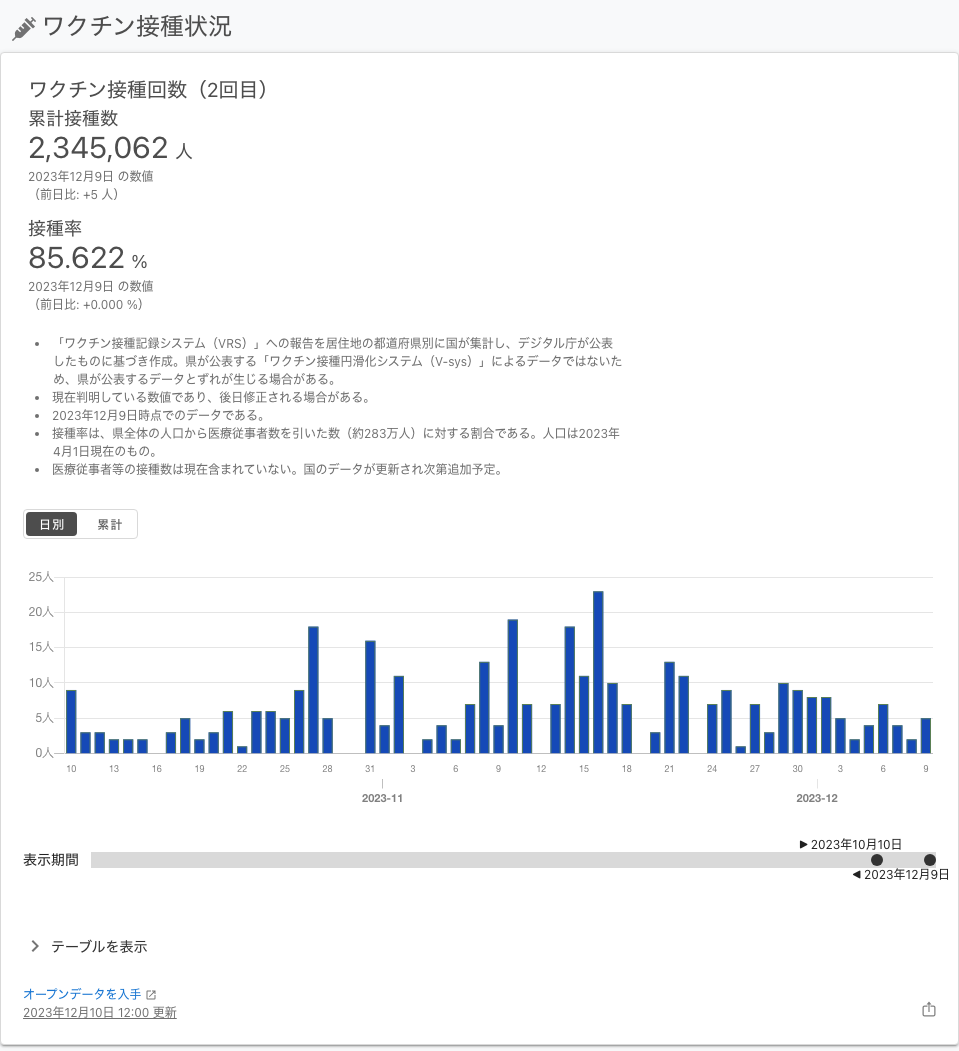 ワクチン接種状況
ワクチン接種回数（2回目）
累計接種数
2,345,062 人
2023年12月9日 の数値
（前日比: +5 人）
接種率
85.622 %
2023年12月9日 の数値
（前日比: +0.000 %）
• 「ワクチン接種記録システム（VRS）」への報告を居住地の都道府県別に国が集計し、デジタル庁が公表
したものに基づき作成。県が公表する「ワクチン接種円滑化システム（V-sys）」によるデータではないた
め、県が公表するデータとずれが生じる場合がある。
• 現在判明している数値であり、後日修正される場合がある。
• 2023年12月9日時点でのデータである。
• 接種率は、県全体の人口から医療従事者数を引いた数（約283万人）に対する割合である。人口は2023年
4月1日現在のもの。
• 医療従事者等の接種数は現在含まれていない。国のデータが更新され次第追加予定。
日別 累計
25人
20人
15人
10人
5人
0人
10 13 16 19 22 25 28 31 3 6 9 12 15 18 21 24 27 30 3 6 9
2023-11 2023-12
▶ 2023年10月10日
表示期間
◀ 2023年12月9日
テーブルを表示
オープンデータを入手
2023年12月10日 12:00 更新